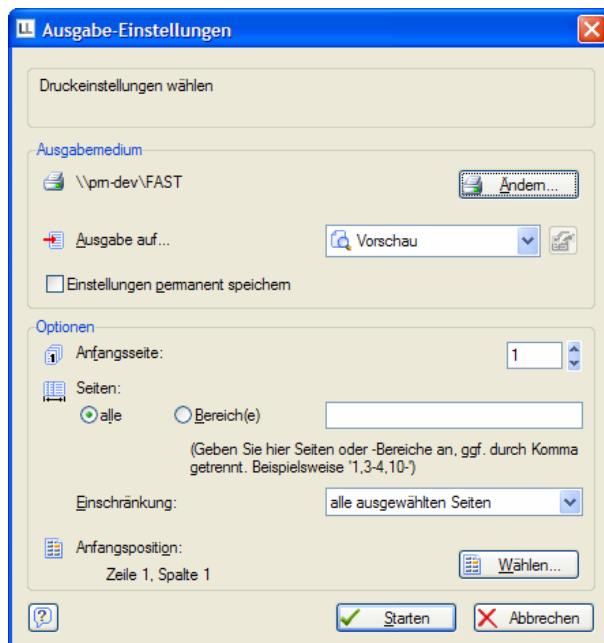 LL Ausgabe-Einstellungen
Druckeinstellungen wählen
Ausgabemedium
\\pm-dev\FAST
Ändern...
Ausgabe auf...
Vorschau
Einstellungen permanent speichern
Optionen
1 Anfangsseite:
1
Seiten:
alle
Bereich(e)
(Geben Sie hier Seiten oder -Bereiche an, ggf. durch Komma
getrennt. Beispielsweise '1,3-4,10-')
Einschränkung:
alle ausgewählten Seiten
Anfangsposition:
Zeile 1, Spalte 1
Wählen...
?
Starten
Abbrechen